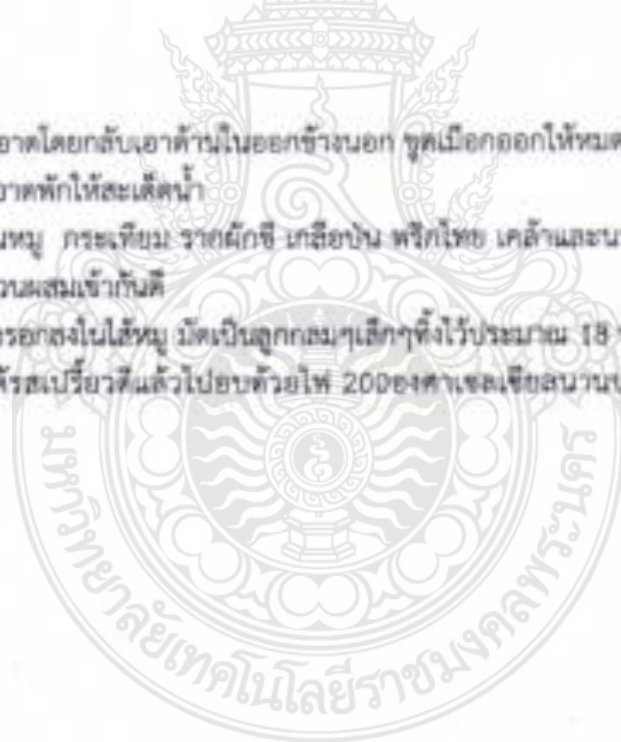 อาดโดยกลับเอาด้านในออกข้างนอก ขูดเมือกออกให้หมด
อาดพักให้สะเด็ดน้ำ
นหมู กระเทียม รากผักชี เกลือป่น พริกไทย เคล้าและน
วนผสมเข้ากันดี
รอกลงในไส้หมู มัดเป็นลูกกลมๆเล็กๆทิ้งไว้ประมาณ 18
ด้รสเปรี้ยวดีแล้วไปอบด้วยไฟ 200องศาเซลเซียสนาน
มหาวิทยาลัยเทคโนโลยีราชมงคลพระนคร